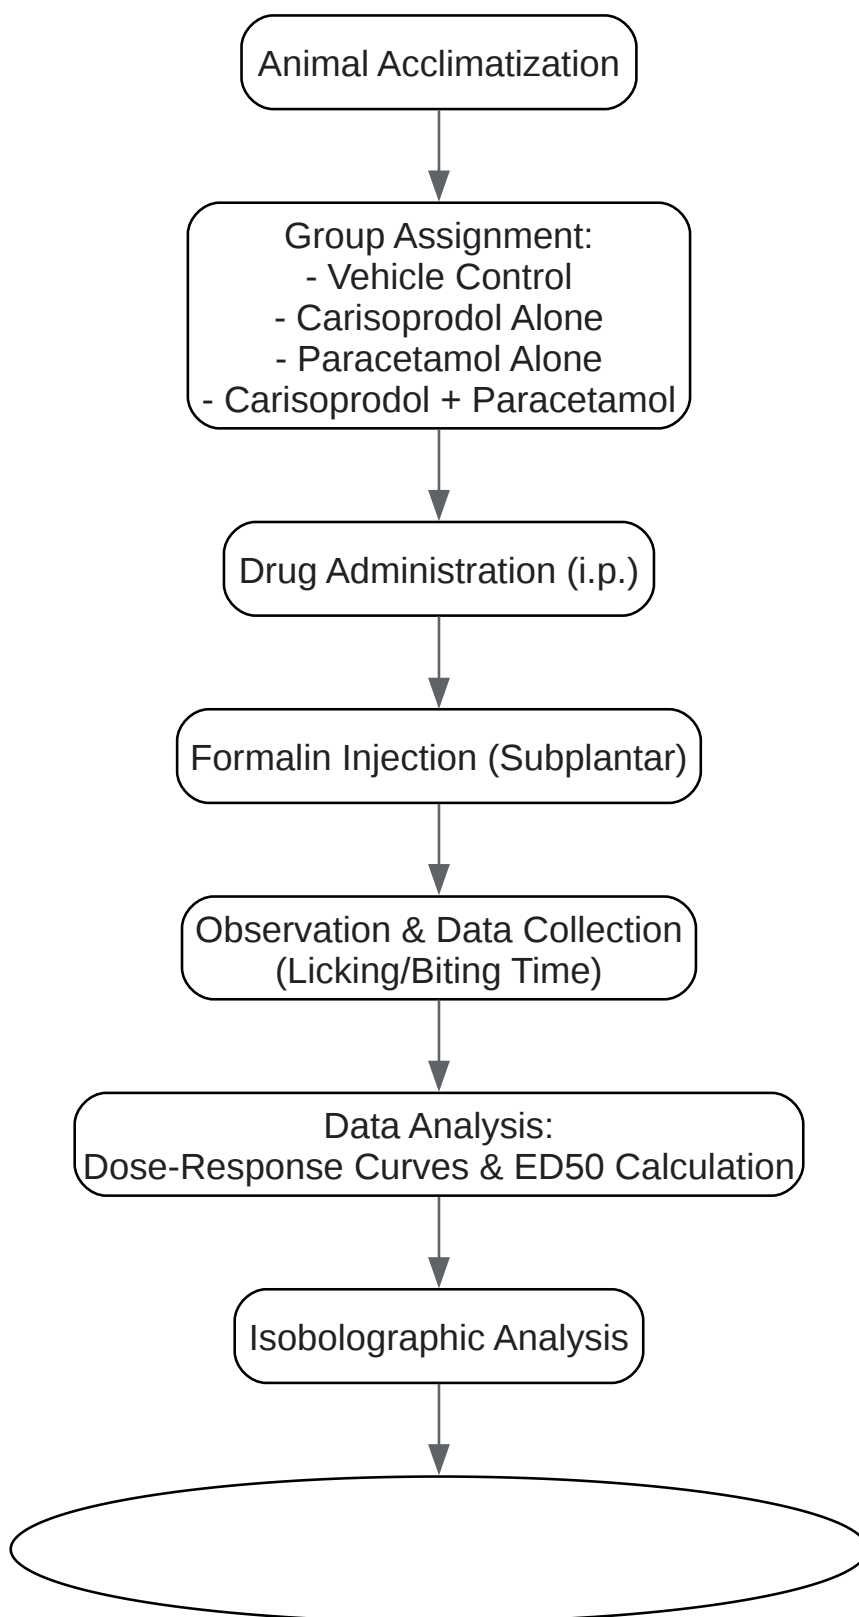 Animal Acclimatization
Group Assignment:
- Vehicle Control
- Carisoprodol Alone
- Paracetamol Alone
- Carisoprodol + Paracetamol
Drug Administration (i.p.)
Formalin Injection (Subplantar)
Observation & Data Collection
(Licking/Biting Time)
Data Analysis:
Dose-Response Curves & ED50 Calculation
Isobolographic Analysis